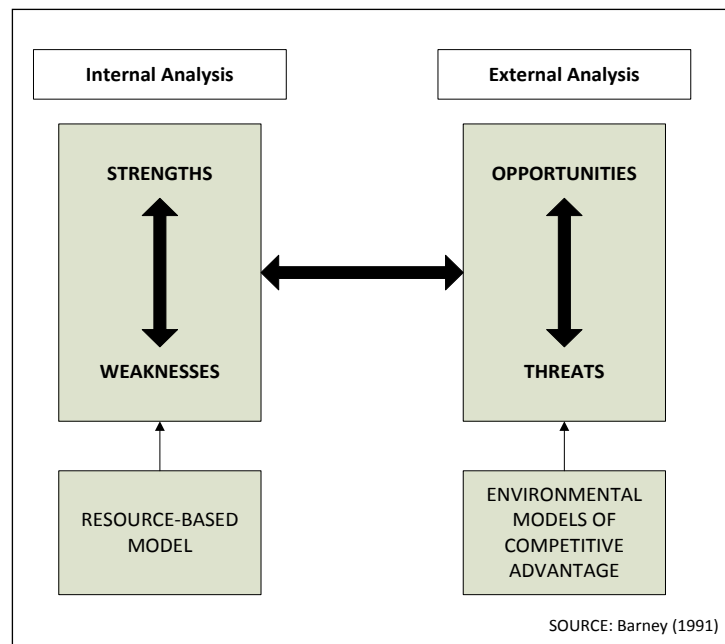 Internal Analysis
External Analysis
STRENGTHS
WEAKNESSES
OPPORTUNITIES
THREATS
RESOURCE-BASED
MODEL
ENVIRONMENTAL
MODELS OF
COMPETITIVE
ADVANTAGE
SOURCE: Barney (1991)